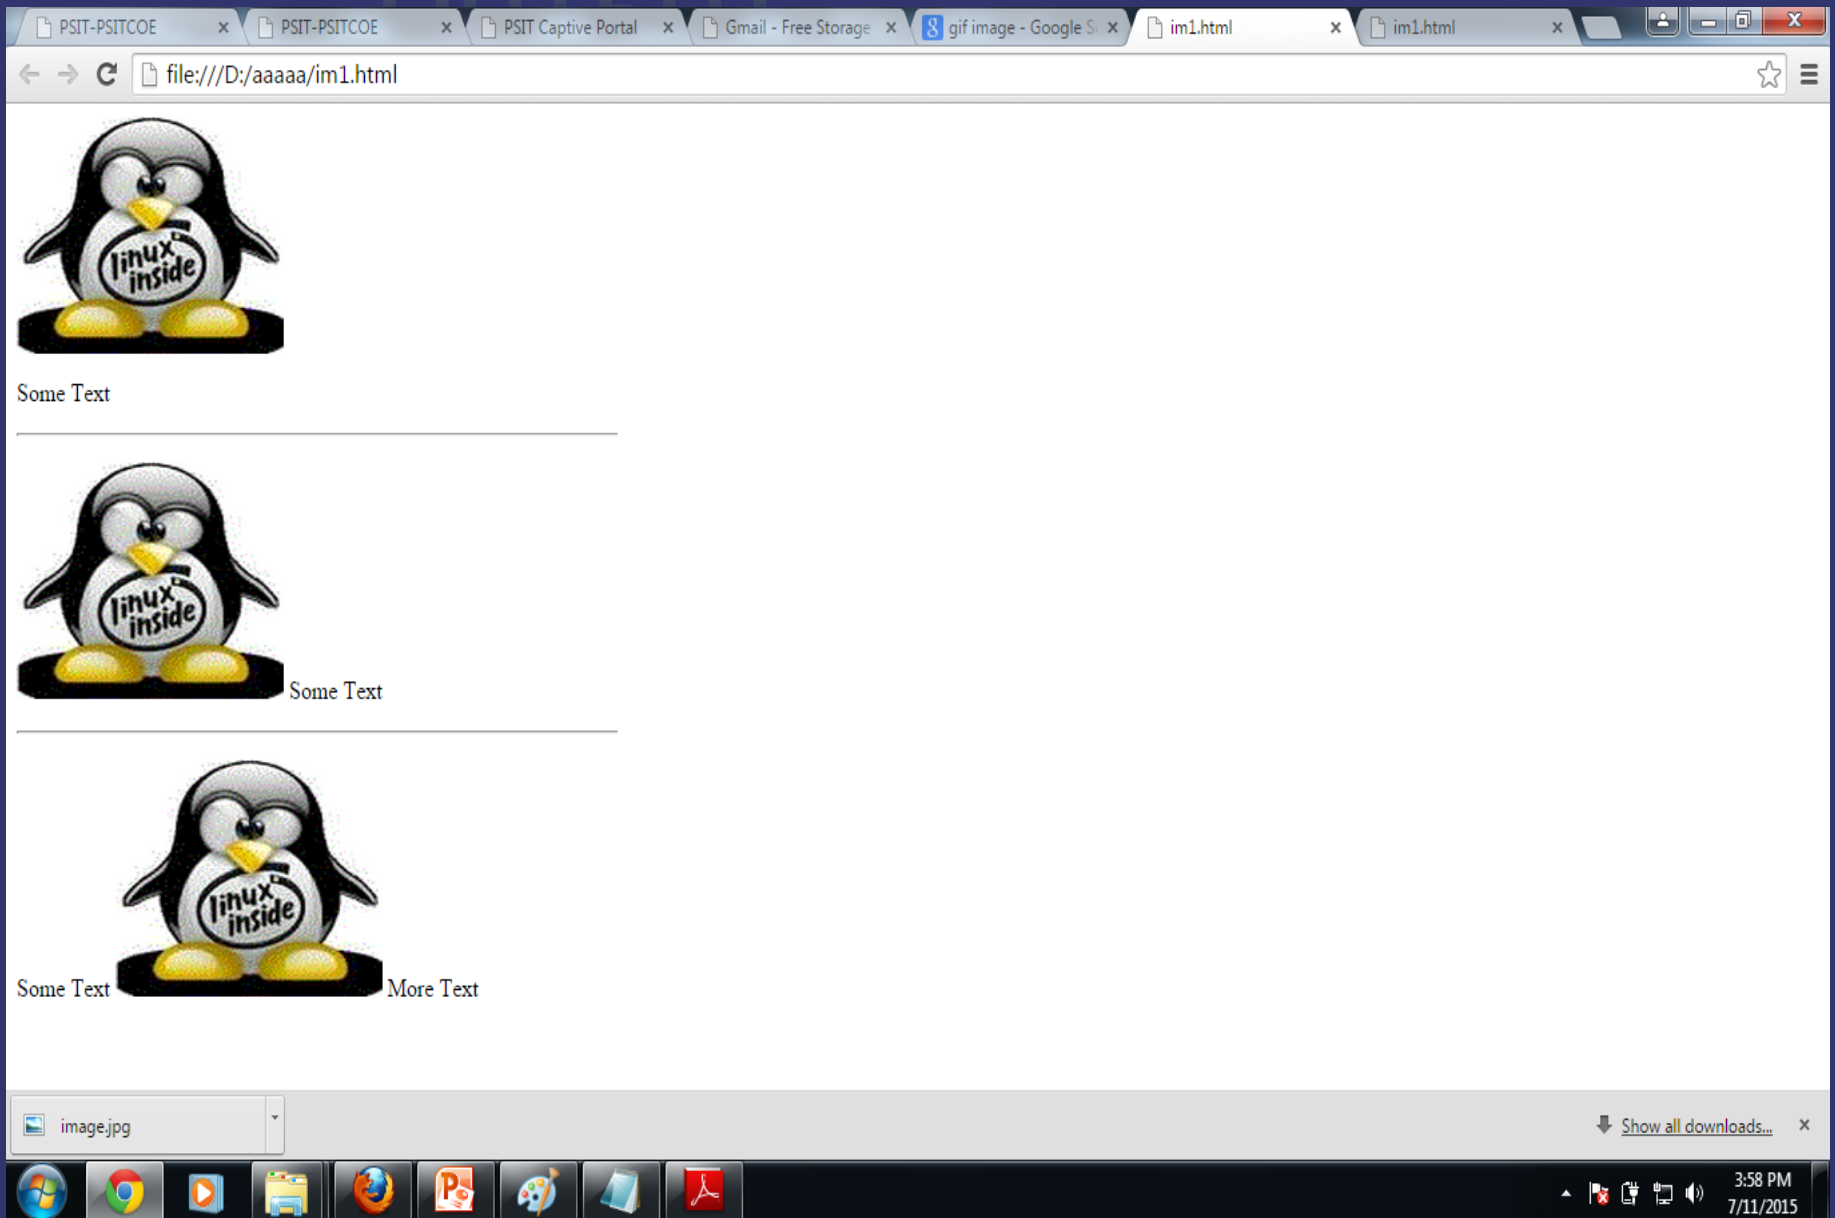 PSIT-PSITCOE
PSIT-PSITCOE
PSIT Captive Portal
Gmail - Free Storage
gif image - Google S
im1.html
im1.html
file:///D:/aaaaa/im1.html
linux
inside
Some Text
linux
inside
Some Text
linux
inside
Some Text More Text
image.jpg
Show all downloads...
3:58 PM
7/11/2015